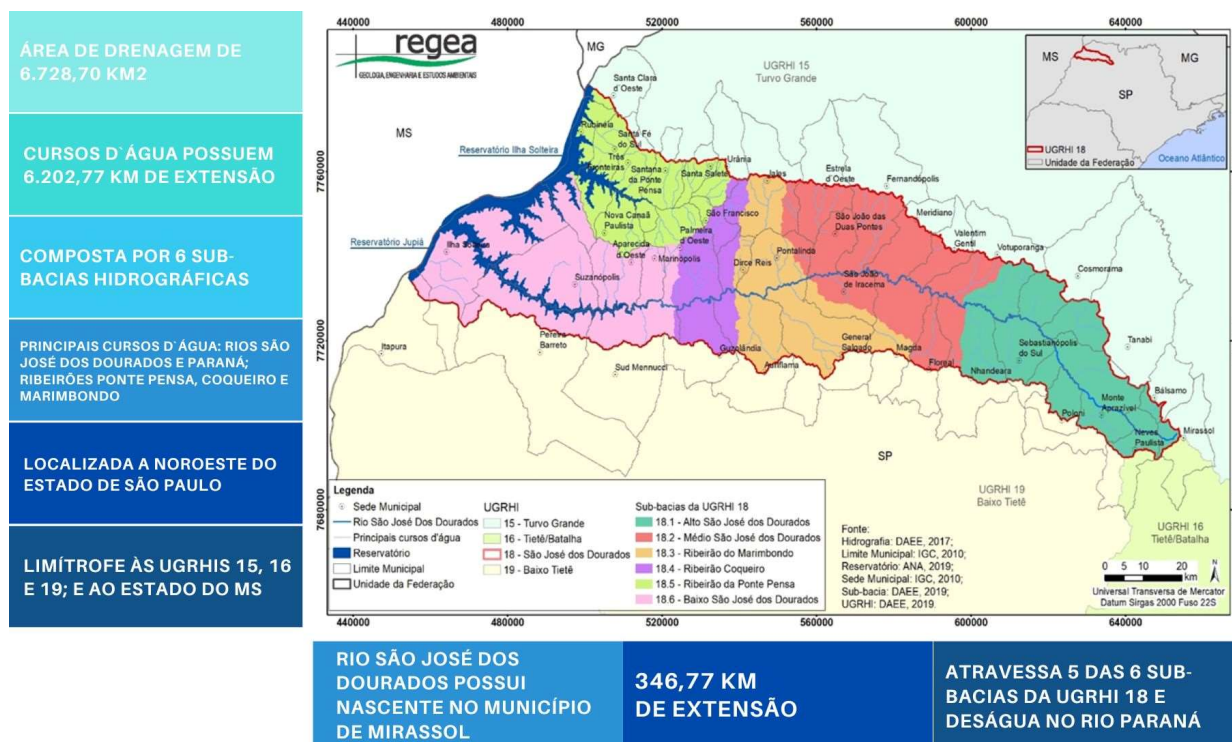 ÁREA DE DRENAGEM DE
6.728,70 KM2
CURSOS D`ÁGUA POSSUEM
6.202,77 KM DE EXTENSÃO
COMPOSTA POR 6 SUB-
BACIAS HIDROGRÁFICAS
PRINCIPAIS CURSOS D`ÁGUA: RIOS SÃO
JOSÉ DOS DOURADOS E PARANÁ;
RIBEIRÕES PONTE PENSA, COQUEIRO E
MARIMBONDO
LOCALIZADA A NOROESTE DO
ESTADO DE SÃO PAULO
LIMÍTROFE ÀS UGRHIS 15, 16
E 19; E AO ESTADO DO MS
440000 480000 520000 560000 600000 640000
regea
GEOLOGIA, ENGENHARIA E ESTUDOS AMBIENTAIS
MG
UGRHI 15
Turvo Grande
MS
MG
SP
UGRHI 18
Unidade da Federação
Oceano Atlântico
7760000
7720000
7680000
MS
Reservatório Ilha Solteira
Reservatório Jupiá
Santa Clara
d`Oeste
Rubinéia
Santa Fé
do Sul
Três
Fronteiras
Santana
da Ponte
Pensa
Santa Salete
Urânia
Jales
Estrela
d`Oeste
Fernandópolis
Meridiano
Valentim
Gentil
Votuporanga
Cosmorama
Nova Canaã
Paulista
Aparecida
d`Oeste
Palmeira
d`Oeste
São Francisco
Marinópolis
Dirce Reis
Pontalinda
São João das
Duas Pontes
São João
de Iracema
Ilha Solteira
Suzanópolis
Itapura
Pereira
Barreto
Sud Mennucci
Guzolândia
Auriflama
General
Salgado
Magda
Floreal
Nhandeara
Sebastianópolis
do Sul
Tanabi
Bálsamo
Monte
Aprazível
Poloni
Neves
Paulista
Mirassol
SP
UGRHI 19
Baixo Tietê
UGRHI 16
Tietê/Batalha
Legenda
Sede Municipal
Rio São José Dos Dourados
Principais cursos d'água
Reservatório
Limite Municipal
Unidade da Federação
UGRHI
15 - Turvo Grande
16 - Tietê/Batalha
18 - São José dos Dourados
19 - Baixo Tietê
Sub-bacias da UGRHI 18
18.1 - Alto São José dos Dourados
18.2 - Médio São José dos Dourados
18.3 - Ribeirão do Marimbondo
18.4 - Ribeirão Coqueiro
18.5 - Ribeirão da Ponte Pensa
18.6 - Baixo São José dos Dourados
Fonte:
Hidrografia: DAEE, 2017;
Limite Municipal: IGC, 2010;
Reservatório: ANA, 2019;
Sede Municipal: IGC, 2010;
Sub-bacia: DAEE, 2019;
UGRHI: DAEE, 2019.
N
0 5 10 20
km
Universal Transversa de Mercator
Datum Sirgas 2000 Fuso 22S
440000 480000 520000 560000 600000 640000
RIO SÃO JOSÉ DOS
DOURADOS POSSUI
NASCENTE NO MUNICÍPIO
DE MIRASSOL
346,77 KM
DE EXTENSÃO
ATRAVESSA 5 DAS 6 SUB-
BACIAS DA UGRHI 18 E
DESÁGUA NO RIO PARANÁ